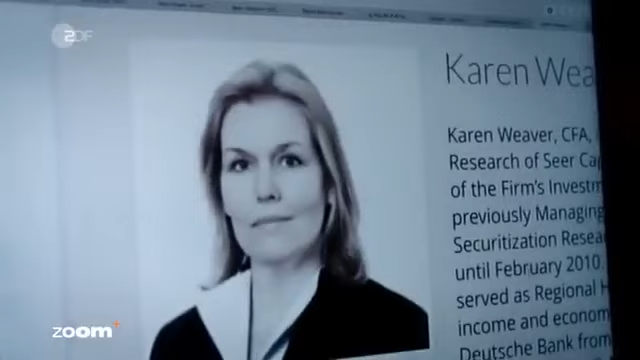 2DF
Karen Wea
Karen Weaver, CFA,
Research of Seer Cap
of the Firm's Investm
previously Managing
Securitization Resea
until February 2010
served as Regional H
income and econom
Deutsche Bank from
zoom+